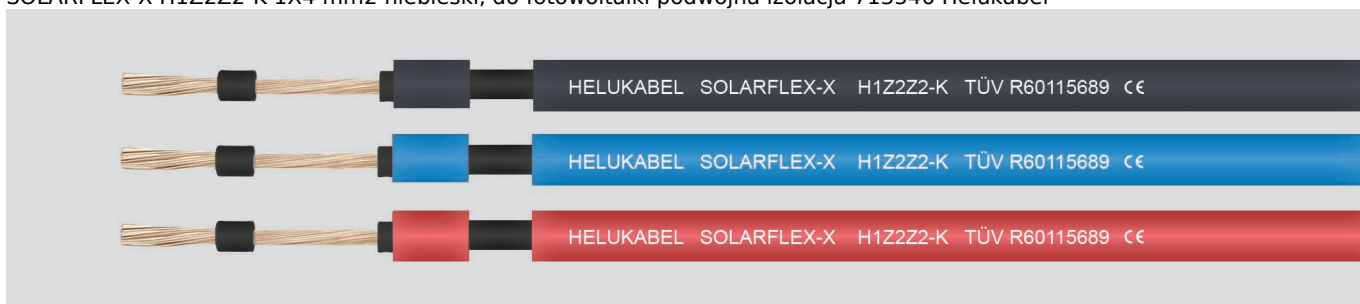 SOLARFLEX-X H1Z2Z2-K 1X4 mm2 niebieski, do fotowoltaiki podwójna izolacja 713540 Helukabel
HELUKABEL SOLARFLEX-X H1Z2Z2-K TÜV R60115689 CE
HELUKABEL SOLARFLEX-X H1Z2Z2-K TÜV R60115689 CE
HELUKABEL SOLARFLEX-X H1Z2Z2-K TÜV R60115689 CE